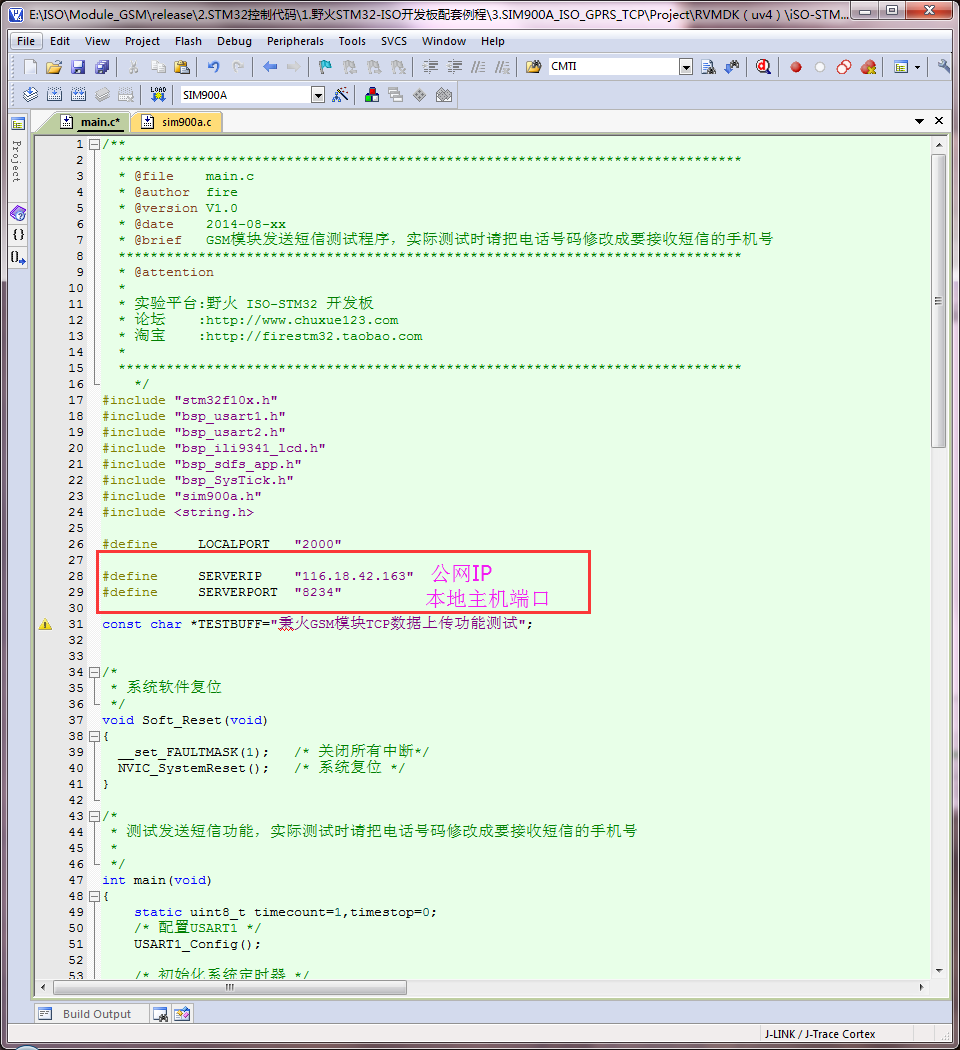 E:\ISO\Module_GSM\release\2.STM32控制代码\1.野火STM32-ISO开发板配套例程\3.SIM900A_ISO_GPRS_TCP\Project\RVMDK（uv4）\iSO-STM...
File Edit View Project Flash Debug Peripherals Tools SVCS Window Help
CMTI
LOAD SIM900A
main.c* sim900a.c
Project
1 /**
2 ******************************************************************************
3 * @file    main.c
4 * @author  fire
5 * @version V1.0
6 * @date    2014-08-xx
7 * @brief   GSM模块发送短信测试程序，实际测试时请把电话号码修改成要接收短信的手机号
8 ******************************************************************************
9 * @attention
10 *
11 * 实验平台:野火 ISO-STM32 开发板
12 * 论坛    :http://www.chuxue123.com
13 * 淘宝    :http://firestm32.taobao.com
14 *
15 ******************************************************************************
16 */
17 #include "stm32f10x.h"
18 #include "bsp_usart1.h"
19 #include "bsp_usart2.h"
20 #include "bsp_ili9341_lcd.h"
21 #include "bsp_sdfs_app.h"
22 #include "bsp_SysTick.h"
23 #include "sim900a.h"
24 #include <string.h>
25
26 #define     LOCALPORT   "2000"
27
28 #define     SERVERIP    "116.18.42.163" 公网IP
29 #define     SERVERPORT  "8234" 本地主机端口
30
31 const char *TESTBUFF="秉火GSM模块TCP数据上传功能测试";
32
33
34 /*
35 * 系统软件复位
36 */
37 void Soft_Reset(void)
38 {
39 __set_FAULTMASK(1);   /* 关闭所有中断*/
40 NVIC_SystemReset();   /* 系统复位 */
41 }
42
43 /*
44 * 测试发送短信功能，实际测试时请把电话号码修改成要接收短信的手机号
45 *
46 */
47 int main(void)
48 {
49 static uint8_t timecount=1,timestop=0;
50 /* 配置USART1 */
51 USART1_Config();
52
53 /* 初始化系统定时器 */
Build Output
J-LINK / J-Trace Cortex